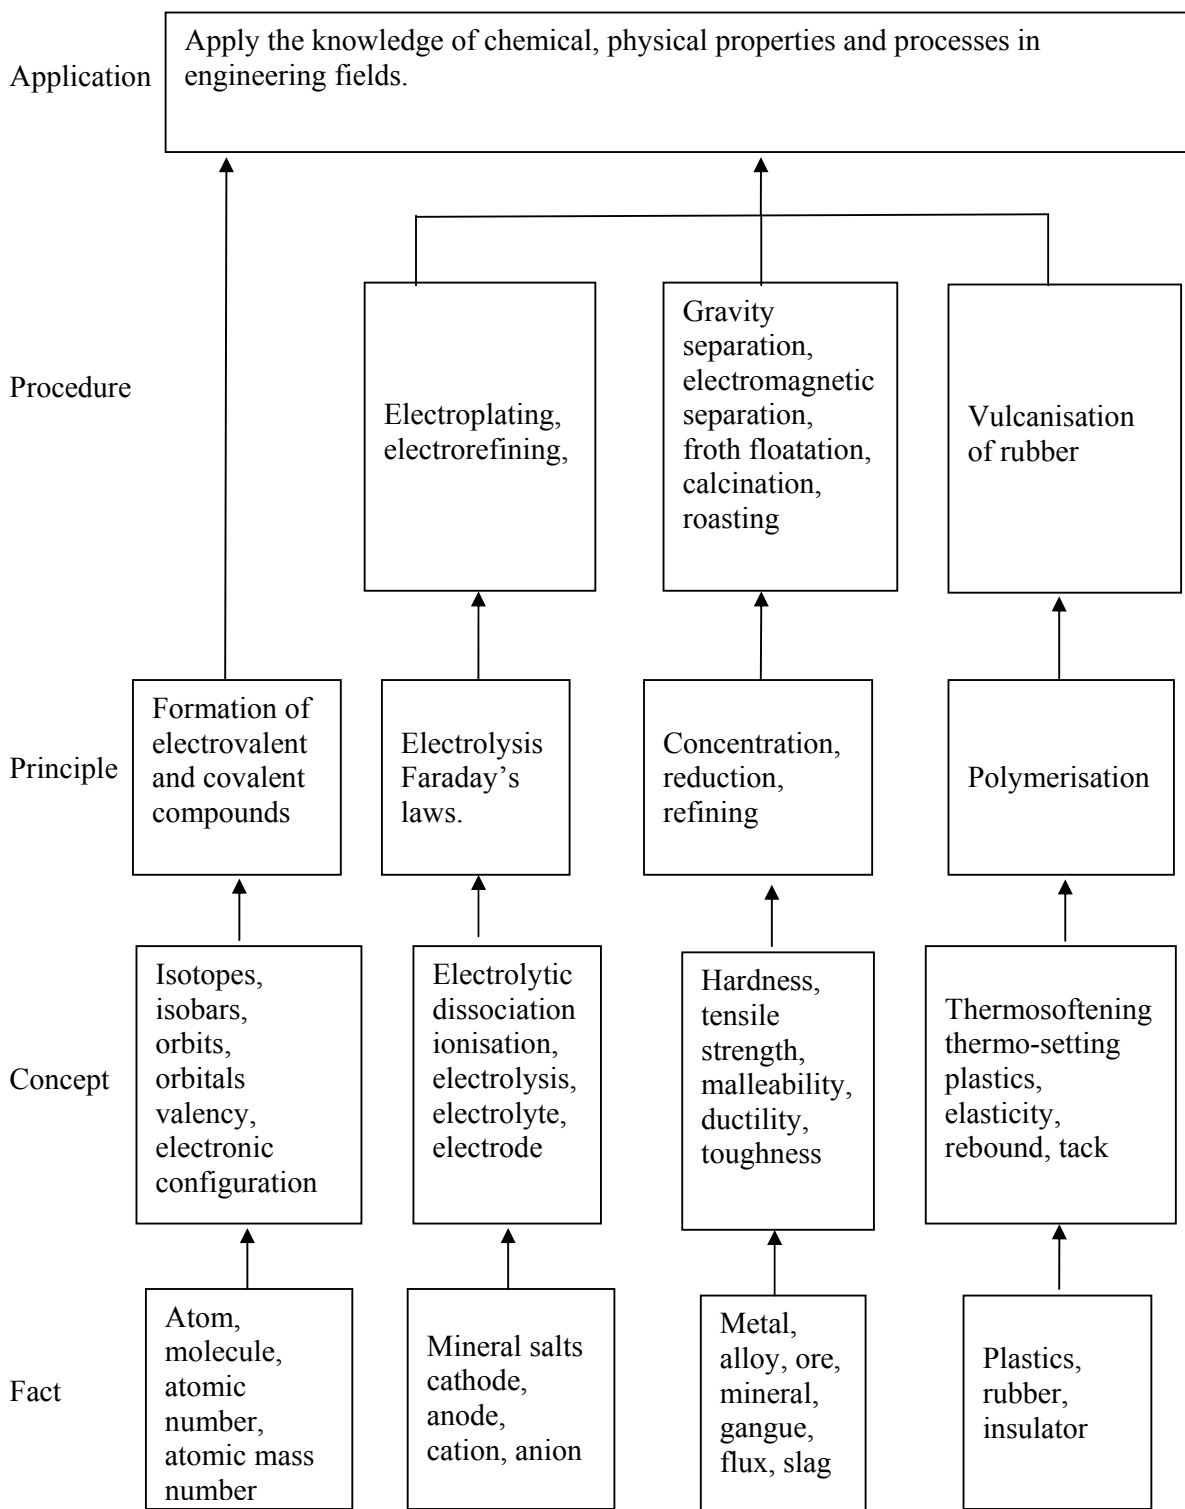 Application
Apply the knowledge of chemical, physical properties and processes in
engineering fields.
Procedure
Electroplating,
electrorefining,
Gravity
separation,
electromagnetic
separation,
froth floatation,
calcination,
roasting
Vulcanisation
of rubber
Principle
Formation of
electrovalent
and covalent
compounds
Electrolysis
Faraday’s
laws.
Concentration,
reduction,
refining
Polymerisation
Concept
Isotopes,
isobars,
orbits,
orbitals
valency,
electronic
configuration
Electrolytic
dissociation
ionisation,
electrolysis,
electrolyte,
electrode
Hardness,
tensile
strength,
malleability,
ductility,
toughness
Thermosoftening
thermo-setting
plastics,
elasticity,
rebound, tack
Fact
Atom,
molecule,
atomic
number,
atomic mass
number
Mineral salts
cathode,
anode,
cation, anion
Metal,
alloy, ore,
mineral,
gangue,
flux, slag
Plastics,
rubber,
insulator